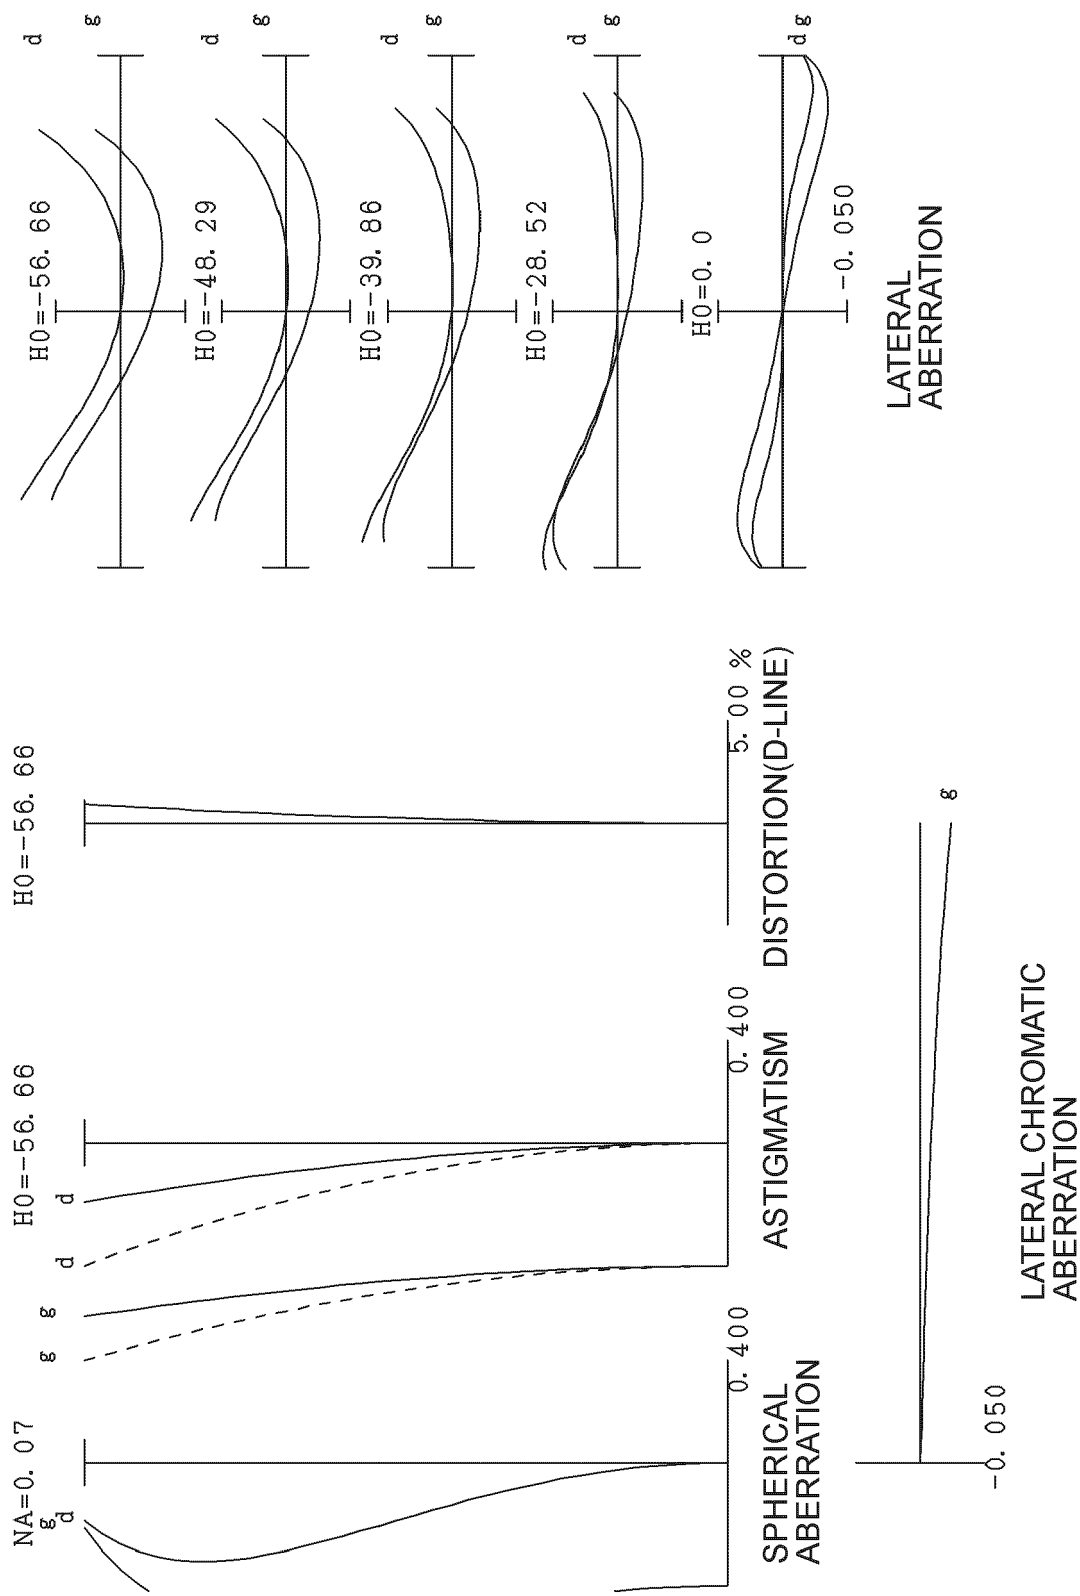 NA=0.07
g
d
0.400
SPHERICAL
ABERRATION
H0=-56.66
g g d d
0.400
ASTIGMATISM
H0=-56.66
5.00 %
DISTORTION(D-LINE)
H0=-56.66
d
g
H0=-48.29
d
g
H0=-39.86
d
g
H0=-28.52
d
g
H0=0.0
dg
-0.050
LATERAL
ABERRATION
g
-0.050
LATERAL CHROMATIC
ABERRATION